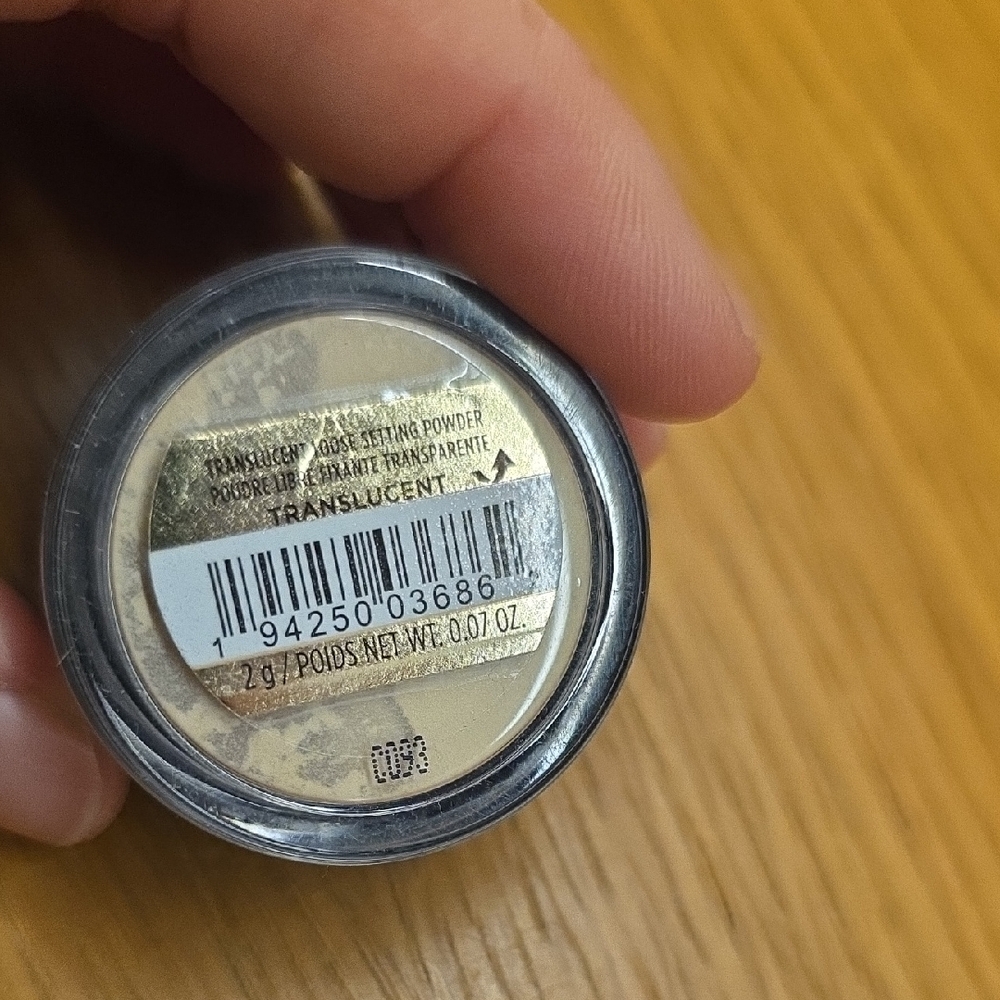 TRANSLUCENT LOOSE SETTING POWDER
POUDRE LIBRE FIXANTE TRANSPARENTE
TRANSLUCENT
1 94250 03686
2 g / POIDS NET WT. 0.07 OZ.
0093